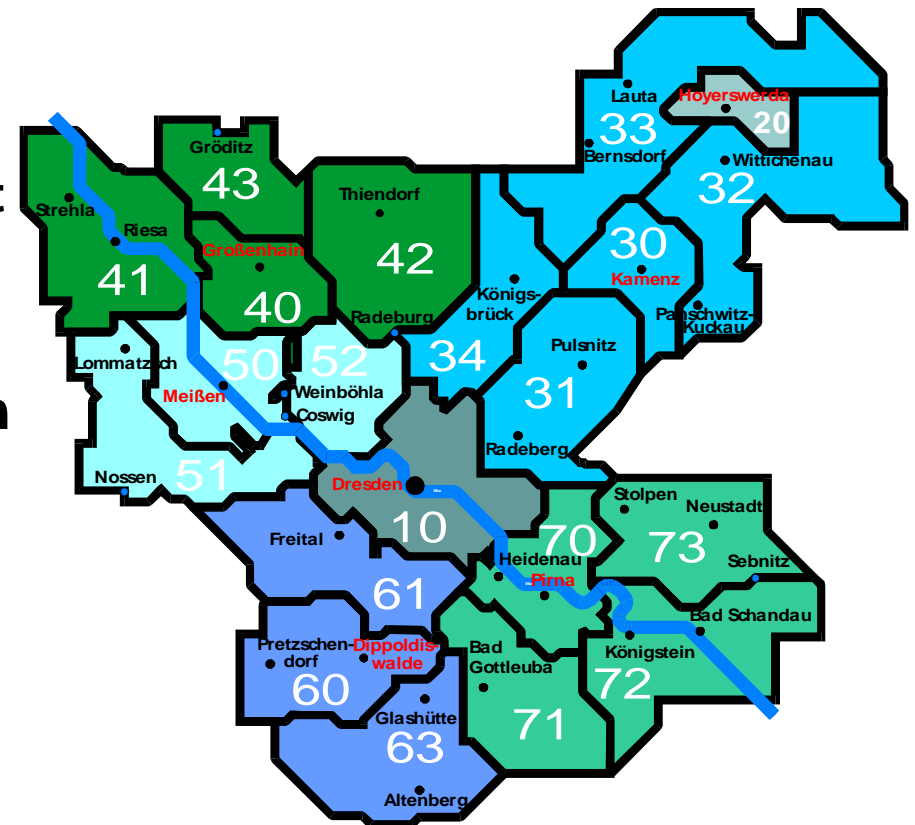 t
n
Lauta
Hoyerswerda
33
20
Bernsdorf
Wittichenau
32
Gröditz
43
Thiendorf
Strehla
Riesa
Großenhain
42
30
Kamenz
41
40
Königs-
brück
Radeburg
Panschwitz-
Kuckau
Lommatzsch
50
52
34
Pulsnitz
31
Meißen
Weinböhla
Coswig
Radeberg
Nossen
51
Dresden
10
Stolpen
Neustadt
70
73
Freital
Heidenau
Sebnitz
Pirna
61
Bad Schandau
Pretzschen-
dorf
Dippoldis-
walde
Bad
Gottleuba
Königstein
60
72
Glashütte
71
63
Altenberg